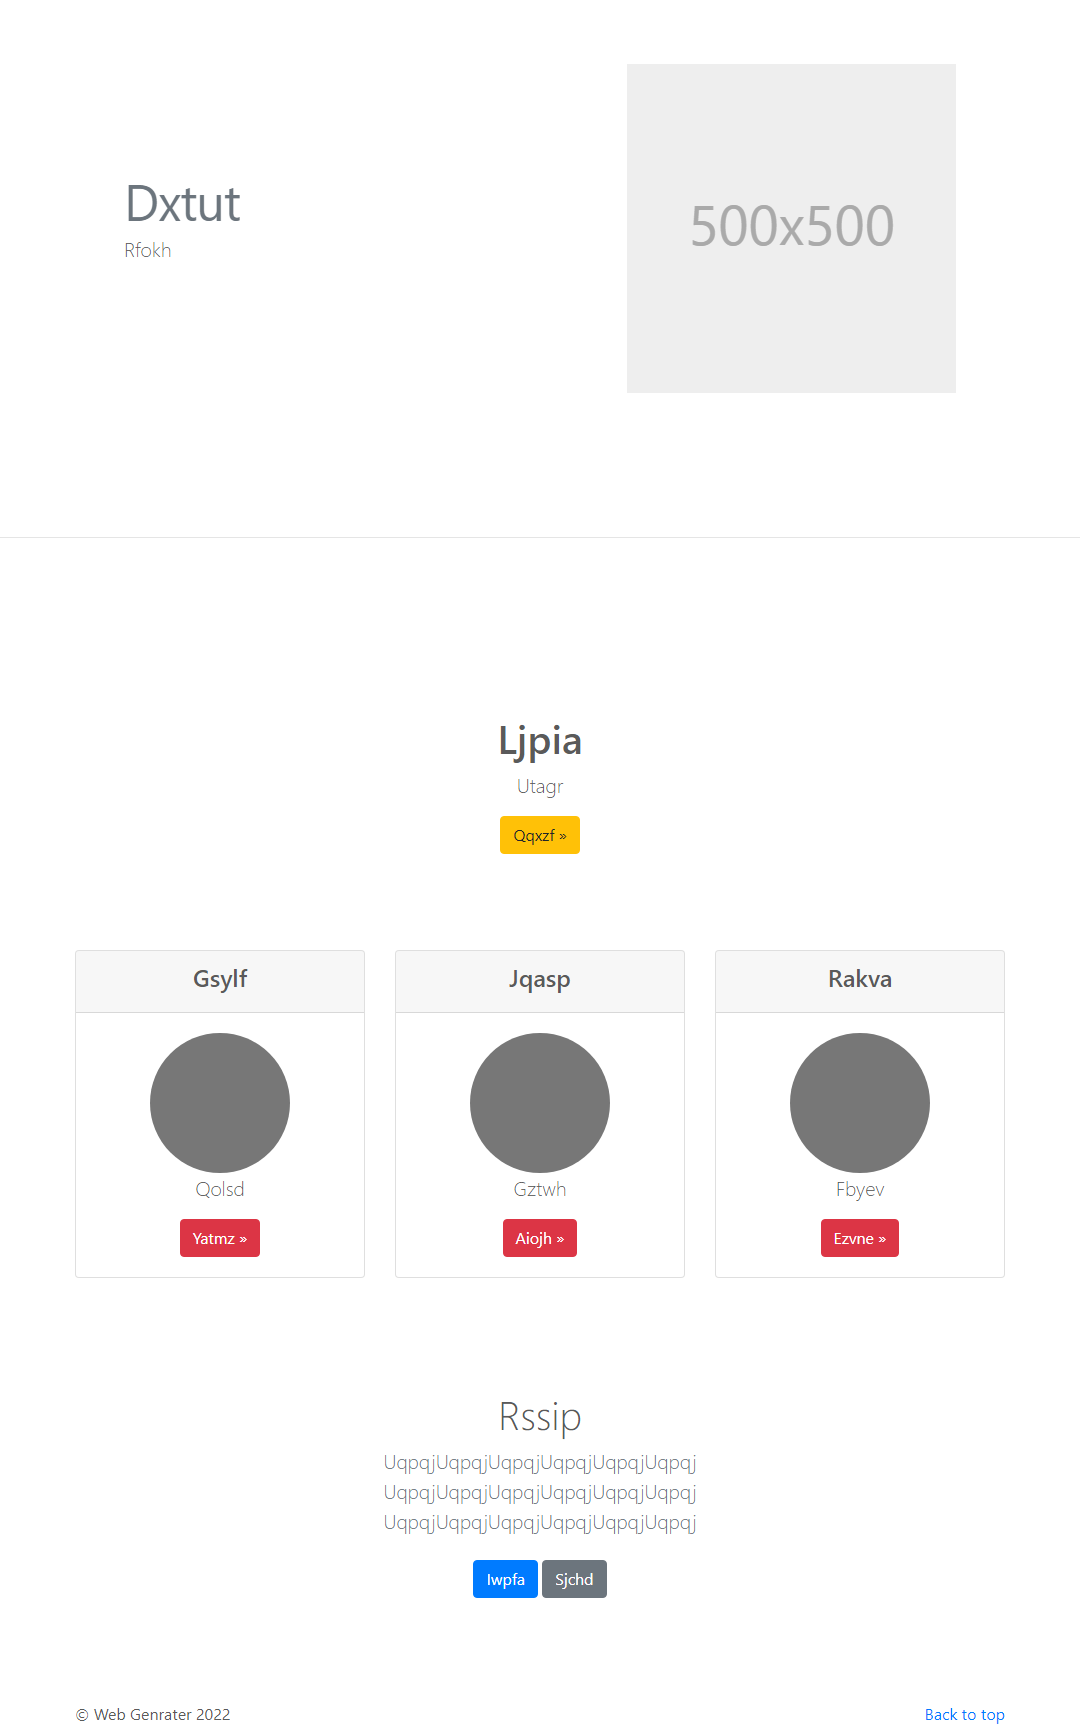 Dxtut
Rfokh
500x500
Ljpia
Utagr
Qqxzf »
Gsylf
Qolsd
Yatmz »
Jqasp
Gztwh
Aiojh »
Rakva
Fbyev
Ezvne »
Rssip
UqpqjUqpqjUqpqjUqpqjUqpqjUqpqj
UqpqjUqpqjUqpqjUqpqjUqpqjUqpqj
UqpqjUqpqjUqpqjUqpqjUqpqjUqpqj
Iwpfa
Sjchd
© Web Genrater 2022
Back to top